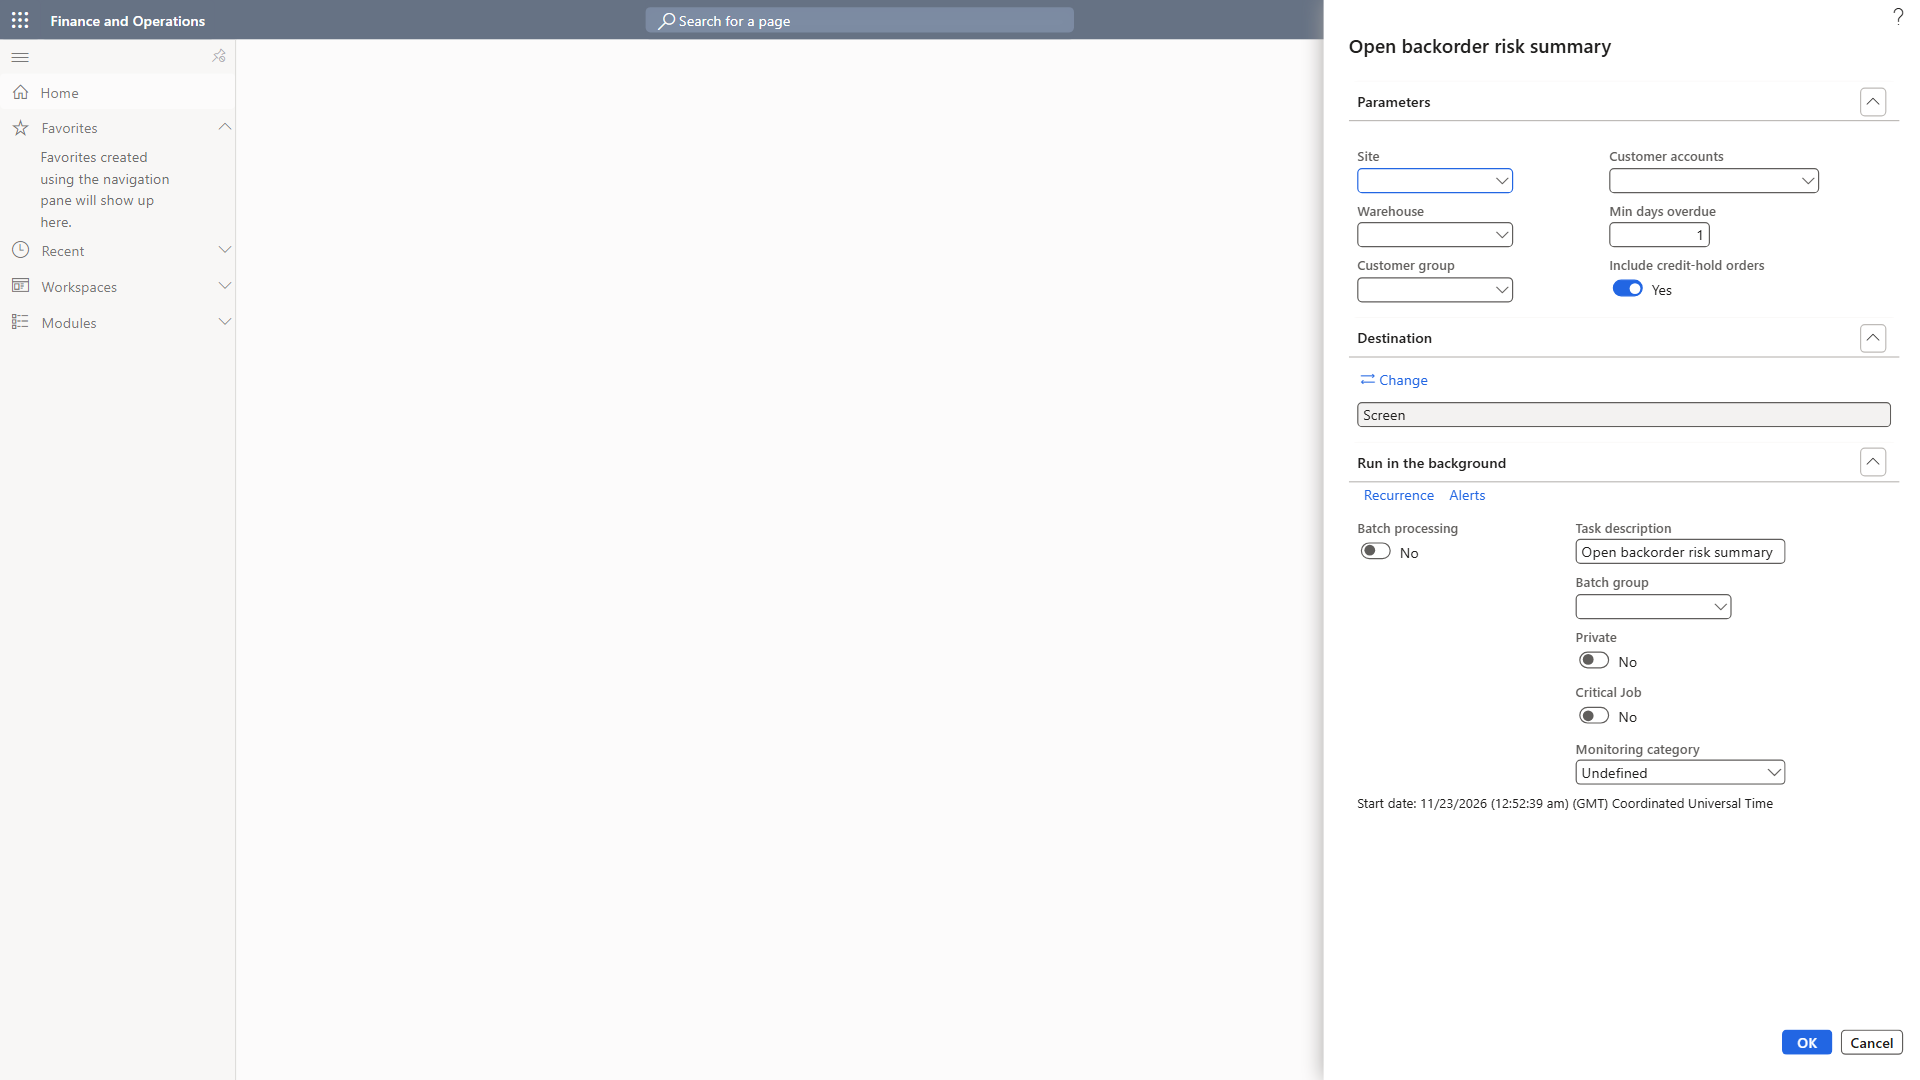 Finance and Operations
Search for a page
?
Home
Favorites
Favorites created
using the navigation
pane will show up
here.
Recent
Workspaces
Modules
Open backorder risk summary
Parameters
Site
Customer accounts
Warehouse
Min days overdue
1
Customer group
Include credit-hold orders
Yes
Destination
Change
Screen
Run in the background
Recurrence Alerts
Batch processing
No
Task description
Open backorder risk summary
Batch group
Private
No
Critical Job
No
Monitoring category
Undefined
Start date: 11/23/2026 (12:52:39 am) (GMT) Coordinated Universal Time
OK Cancel